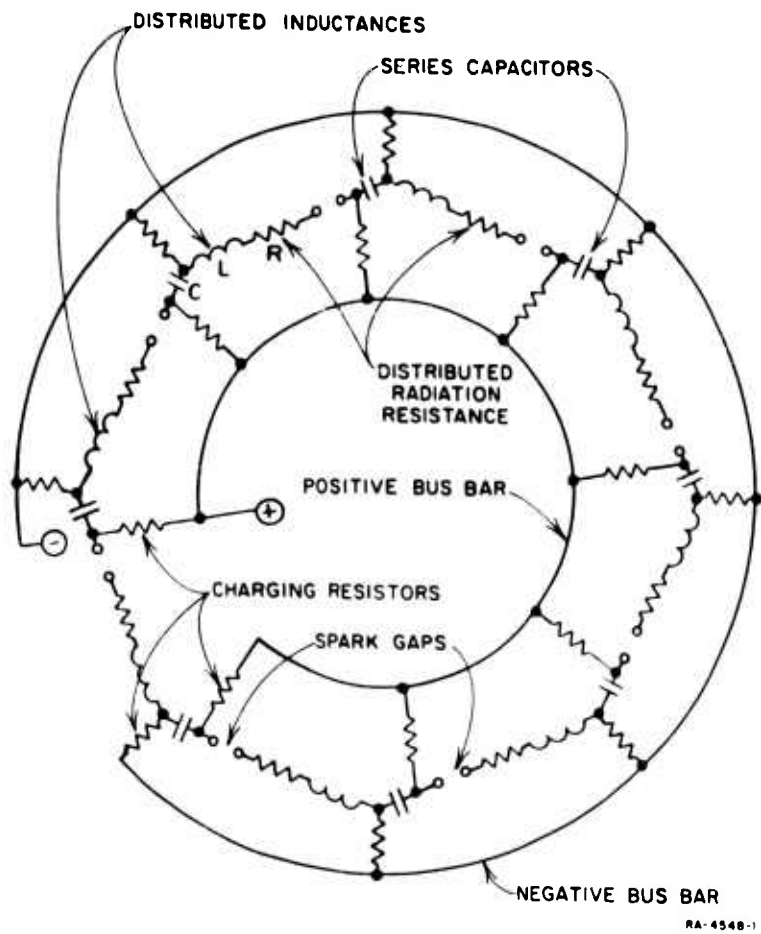 DISTRIBUTED INDUCTANCES
SERIES CAPACITORS
L
R
C
DISTRIBUTED
RADIATION
RESISTANCE
POSITIVE BUS BAR
+
-
CHARGING RESISTORS
SPARK GAPS
NEGATIVE BUS BAR
RA-4548-1